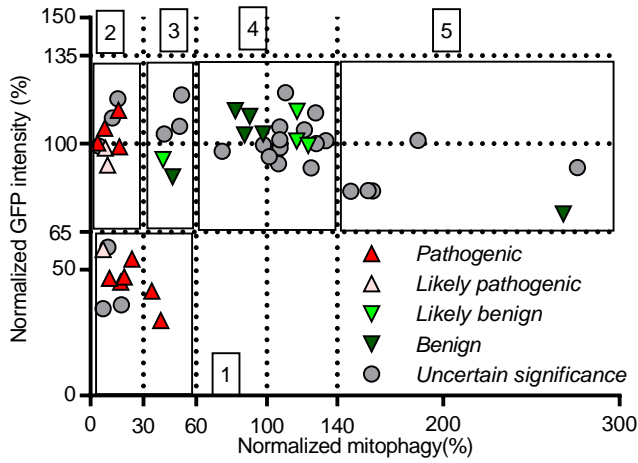 150
135
100
65
50
0
Normalized GFP intensity (%)
2
3
4
5
1
Pathogenic
Likely pathogenic
Likely benign
Benign
Uncertain significance
0
30
60
100
140
200
300
Normalized mitophagy(%)